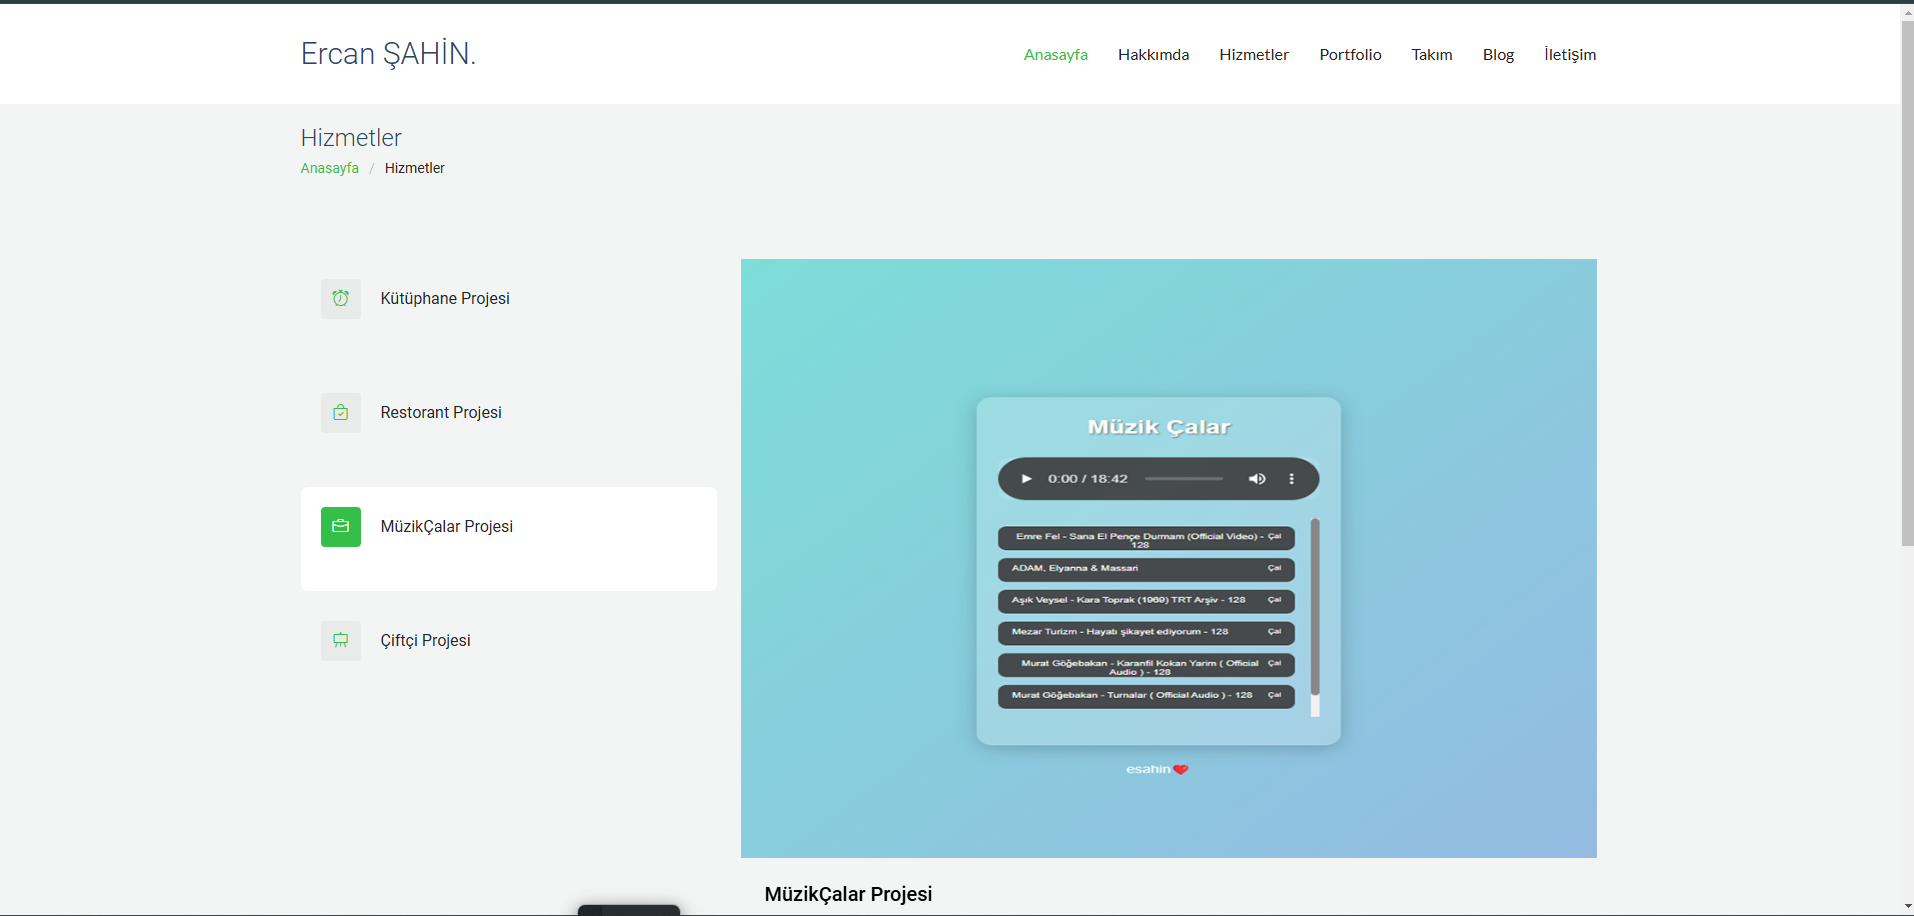 Ercan ŞAHİN.
Anasayfa Hakkımda Hizmetler Portfolio Takım Blog İletişim
Hizmetler
Anasayfa / Hizmetler
Kütüphane Projesi
Restorant Projesi
MüzikÇalar Projesi
Çiftçi Projesi
Müzik Çalar
0:00 / 18:42
Emre Fel - Sana El Pençe Durmam (Official Video) - Çal
128
ADAM, Elyanna & Massari Çal
Aşık Veysel - Kara Toprak (1969) TRT Arşiv - 128 Çal
Mezar Turizm - Hayatı şikayet ediyorum - 128 Çal
Murat Göğebakan - Karanfil Kokan Yarim ( Official Çal
Audio ) - 128
Murat Göğebakan - Turnalar ( Official Audio ) - 128 Çal
esahin
MüzikÇalar Projesi